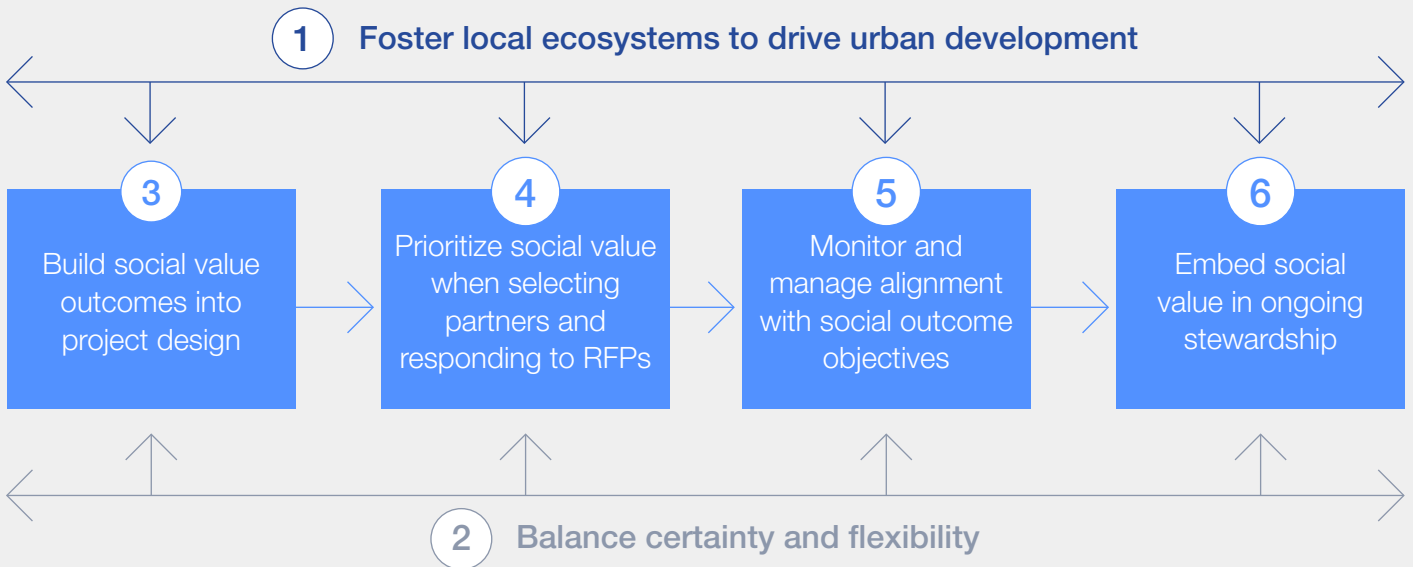 1 Foster local ecosystems to drive urban development
3
Build social value
outcomes into
project design
4
Prioritize social value
when selecting
partners and
responding to RFPs
5
Monitor and
manage alignment
with social outcome
objectives
6
Embed social
value in ongoing
stewardship
2 Balance certainty and flexibility